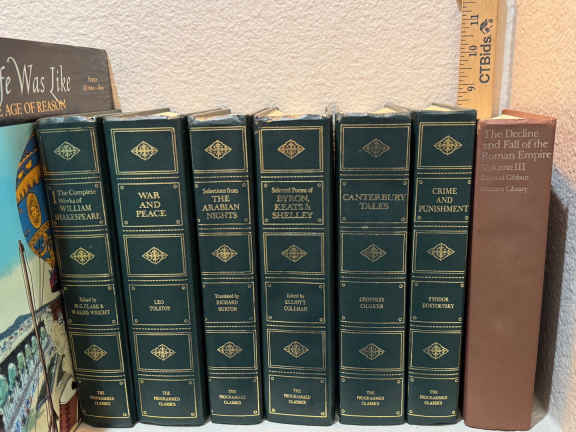 fe Was Like
AGE OF REASON
The Complete
Works of
WILLIAM
SHAKESPEARE
Edited by
W.G. CLARK &
W. ALDIS WRIGHT
THE
PROGRAMMED
CLASSICS
WAR
AND
PEACE
LEO
TOLSTOY
THE
PROGRAMMED
CLASSICS
Selections from
THE
ARABIAN
NIGHTS
Translated by
RICHARD
BURTON
THE
PROGRAMMED
CLASSICS
Selected Poems of
BYRON,
KEATS &
SHELLEY
Edited by
ELLIOTT
COLEMAN
THE
PROGRAMMED
CLASSICS
CANTERBURY
TALES
GEOFFREY
CHAUCER
THE
PROGRAMMED
CLASSICS
CRIME
AND
PUNISHMENT
FYODOR
DOSTOEVSKY
THE
PROGRAMMED
CLASSICS
The Decline
and Fall of the
Roman Empire
Volume III
Edward Gibbon
Modern Library
9 10 11
CTBids